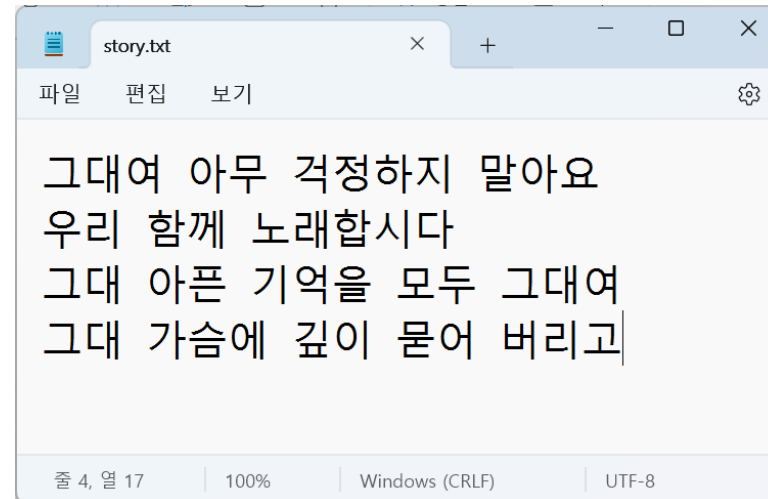 story.txt
파일 편집 보기
그대여 아무 걱정하지 말아요
우리 함께 노래합시다
그대 아픈 기억을 모두 그대여
그대 가슴에 깊이 묻어 버리고
줄 4, 열 17 100% Windows (CRLF) UTF-8